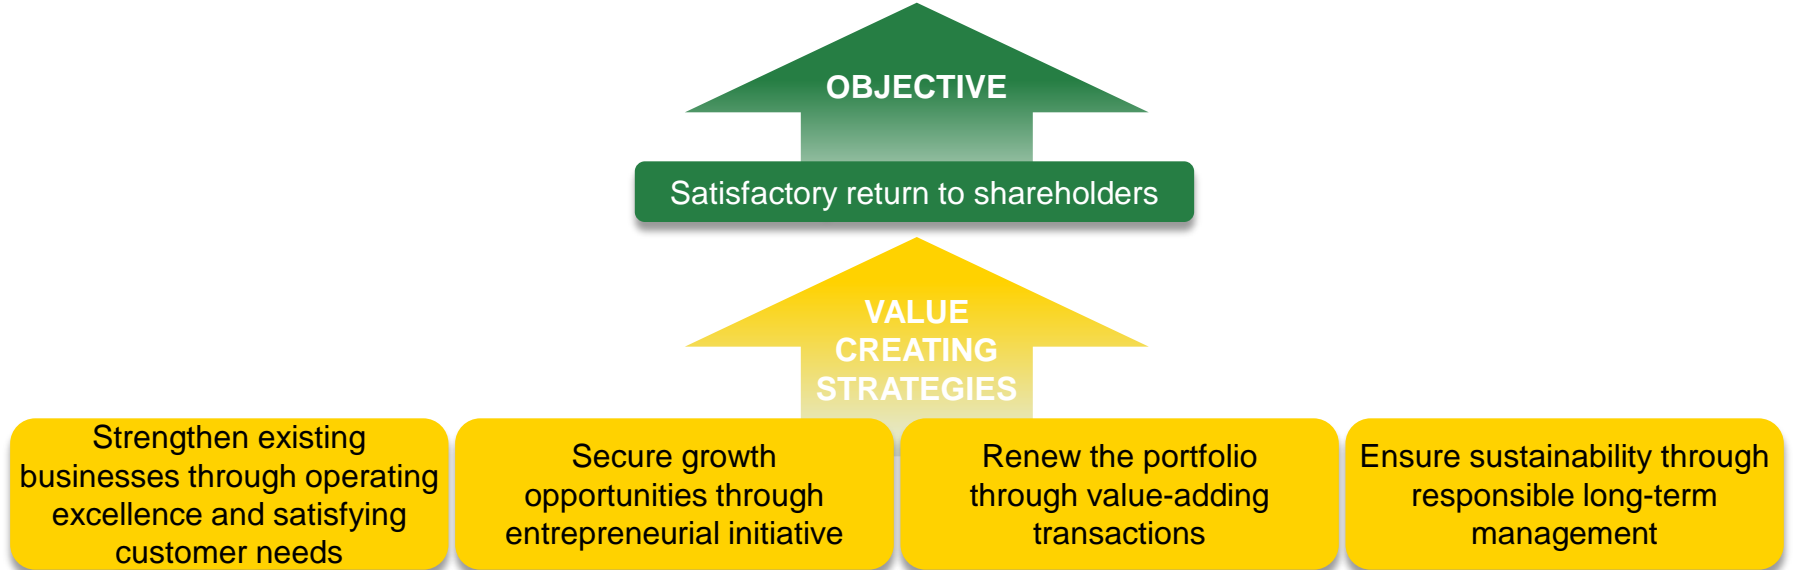 OBJECTIVE
Satisfactory return to shareholders
VALUE
CREATING
STRATEGIES
Strengthen existing
businesses through operating
excellence and satisfying
customer needs
Secure growth
opportunities through
entrepreneurial initiative
Renew the portfolio
through value-adding
transactions
Ensure sustainability through
responsible long-term
management